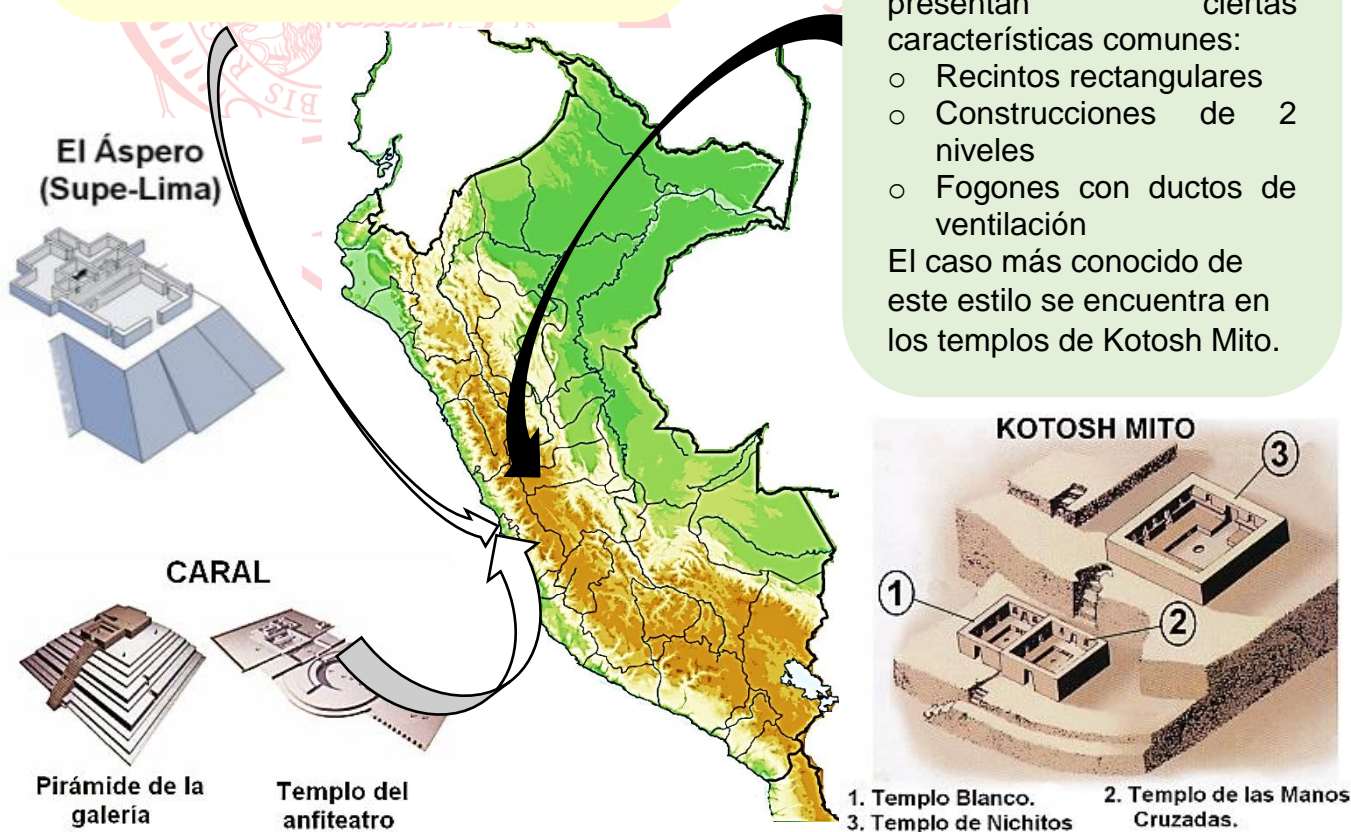 presentan ciertas
características comunes:
o Recintos rectangulares
o Construcciones de 2
niveles
o Fogones con ductos de
ventilación
El caso más conocido de
este estilo se encuentra en
los templos de Kotosh Mito.
El Áspero
(Supe-Lima)
CARAL
Pirámide de la
galería
Templo del
anfiteatro
KOTOSH MITO
3
1
2
1. Templo Blanco.
2. Templo de las Manos
Cruzadas.
3. Templo de Nichitos
BIS